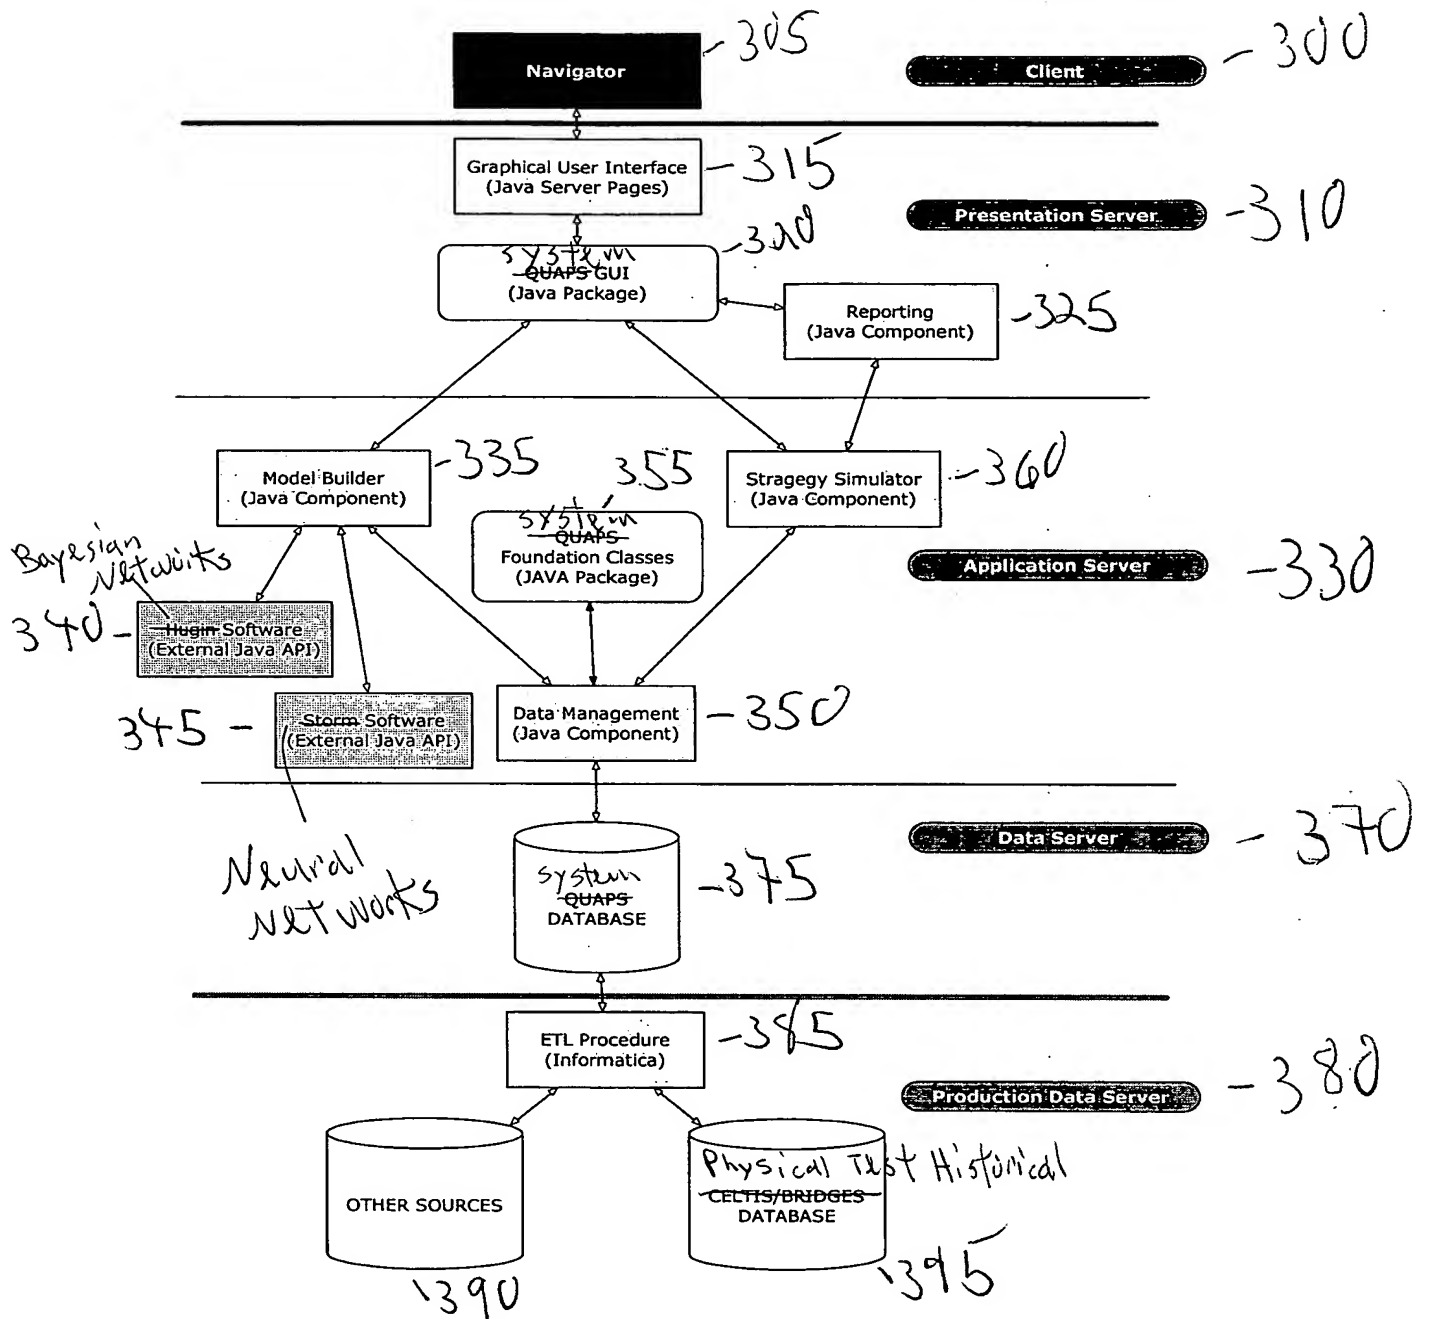 Navigator
-305
Client
-300
Graphical User Interface
(Java Server Pages)
-315
Presentation Server
-310
system
QUAPS GUI
(Java Package)
-320
Reporting
(Java Component)
-325
Model Builder
(Java Component)
-335
355
system
QUAPS
Foundation Classes
(JAVA Package)
Stragegy Simulator
(Java Component)
-360
Application Server
-330
Bayesian
Networks
340-
Hugin Software
(External Java API)
345-
Storm Software
(External Java API)
Neural
Networks
Data Management
(Java Component)
-350
Data Server
-370
system
QUAPS
DATABASE
-375
ETL Procedure
(Informatica)
-385
Production Data Server
-380
OTHER SOURCES
390
Physical Test Historical
CELTIS/BRIDGES
DATABASE
395